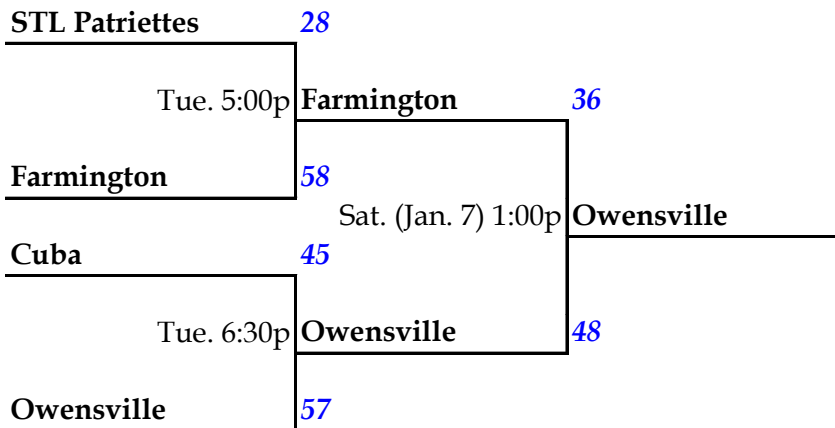 STL Patriettes 28
Tue. 5:00p Farmington 36
Farmington 58
Sat. (Jan. 7) 1:00p Owensville
Cuba 45
Tue. 6:30p Owensville 48
Owensville 57